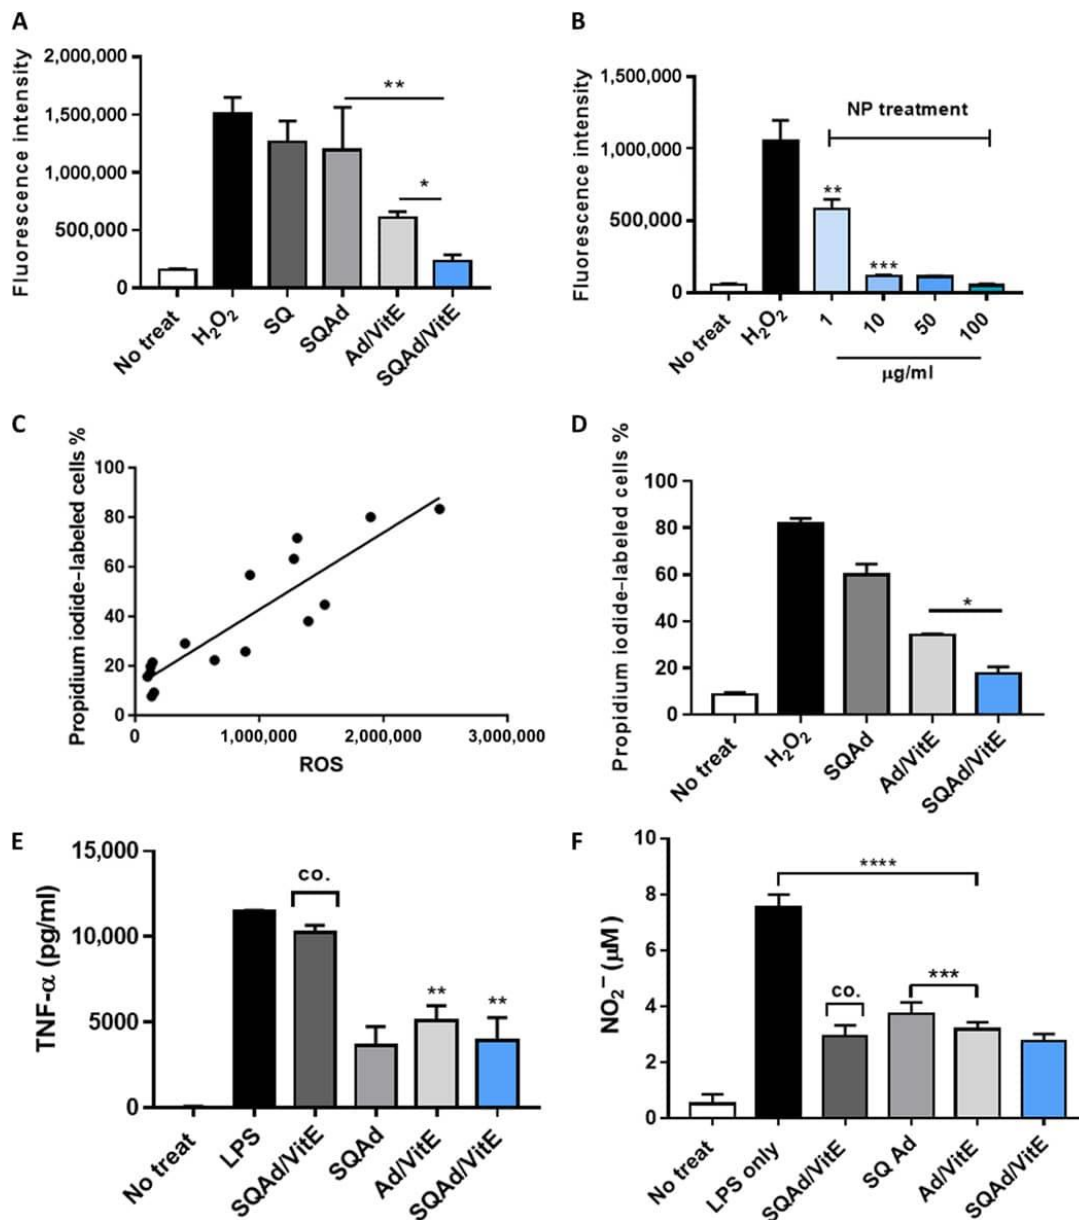 A
Fluorescence intensity
2,000,000
1,500,000
1,000,000
500,000
0
**
*
No treat
H₂O₂
SQ
SQAd
Ad/VitE
SQAd/VitE
B
Fluorescence intensity
1,500,000
1,000,000
500,000
0
NP treatment
**
***
No treat
H₂O₂
1
10
50
100
μg/ml
C
Propidium iodide-labeled cells %
100
80
60
40
20
0
0
1,000,000
2,000,000
3,000,000
ROS
D
Propidium iodide-labeled cells %
100
80
60
40
20
0
*
No treat
H₂O₂
SQAd
Ad/VitE
SQAd/VitE
E
TNF-α (pg/ml)
15,000
10,000
5000
0
co.
**
**
No treat
LPS
SQAd/VitE
SQAd
Ad/VitE
SQAd/VitE
F
NO₂⁻ (μM)
10
8
6
4
2
0
****
co.
***
No treat
LPS only
SQAd/VitE
SQ Ad
Ad/VitE
SQAd/VitE